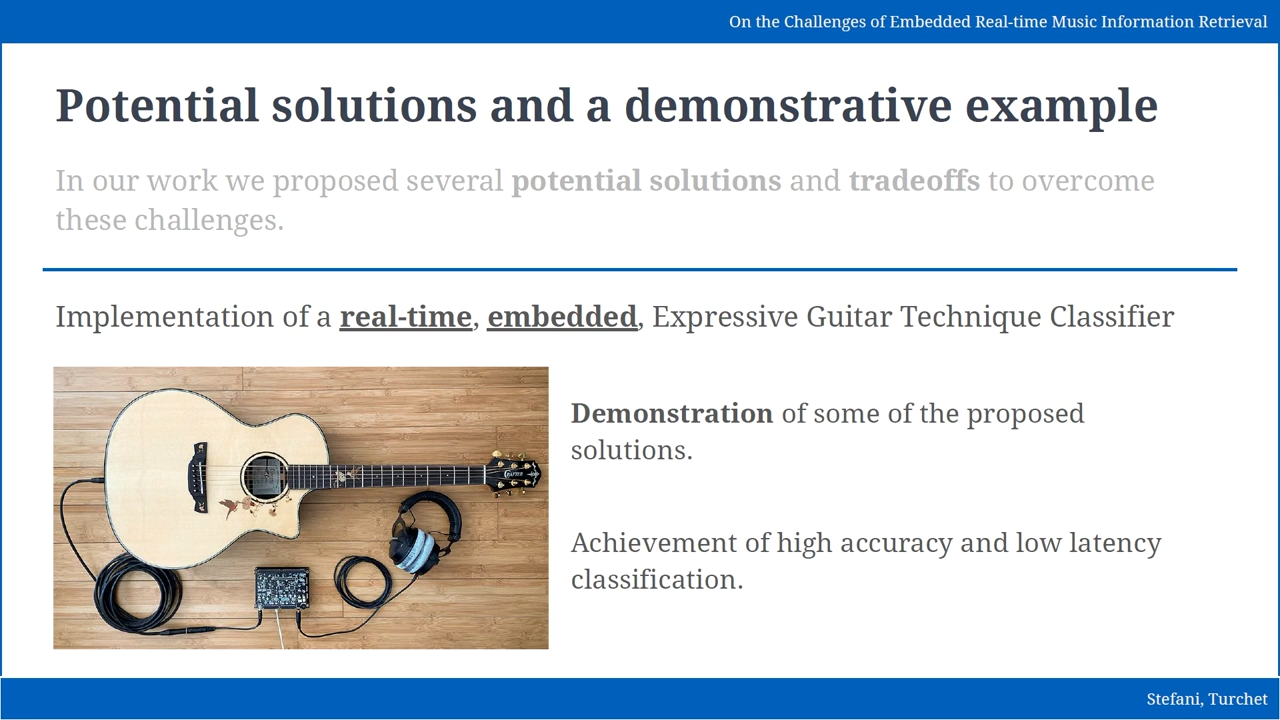 On the Challenges of Embedded Real-time Music Information Retrieval
Potential solutions and a demonstrative example
In our work we proposed several potential solutions and tradeoffs to overcome
these challenges.
Implementation of a real-time, embedded, Expressive Guitar Technique Classifier
Demonstration of some of the proposed
solutions.
Achievement of high accuracy and low latency
classification.
Stefani, Turchet